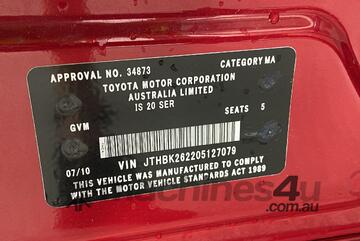 APPROVAL NO. 34873 CATEGORY MA
TOYOTA MOTOR CORPORATION
AUSTRALIA LIMITED
IS 20 SER
GVM SEATS 5
07/10 VIN JTHBK262205127079
THIS VEHICLE WAS MANUFACTURED TO COMPLY
WITH THE MOTOR VEHICLE STANDARDS ACT 1989
machines4u
.com.au